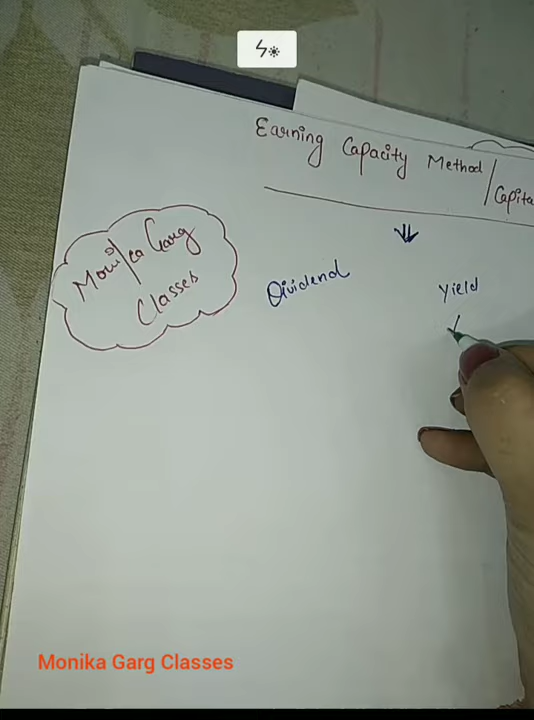 Earning Capacity Method / Capita
Monika Garg
Classes
Dividend
Yield
Monika Garg Classes